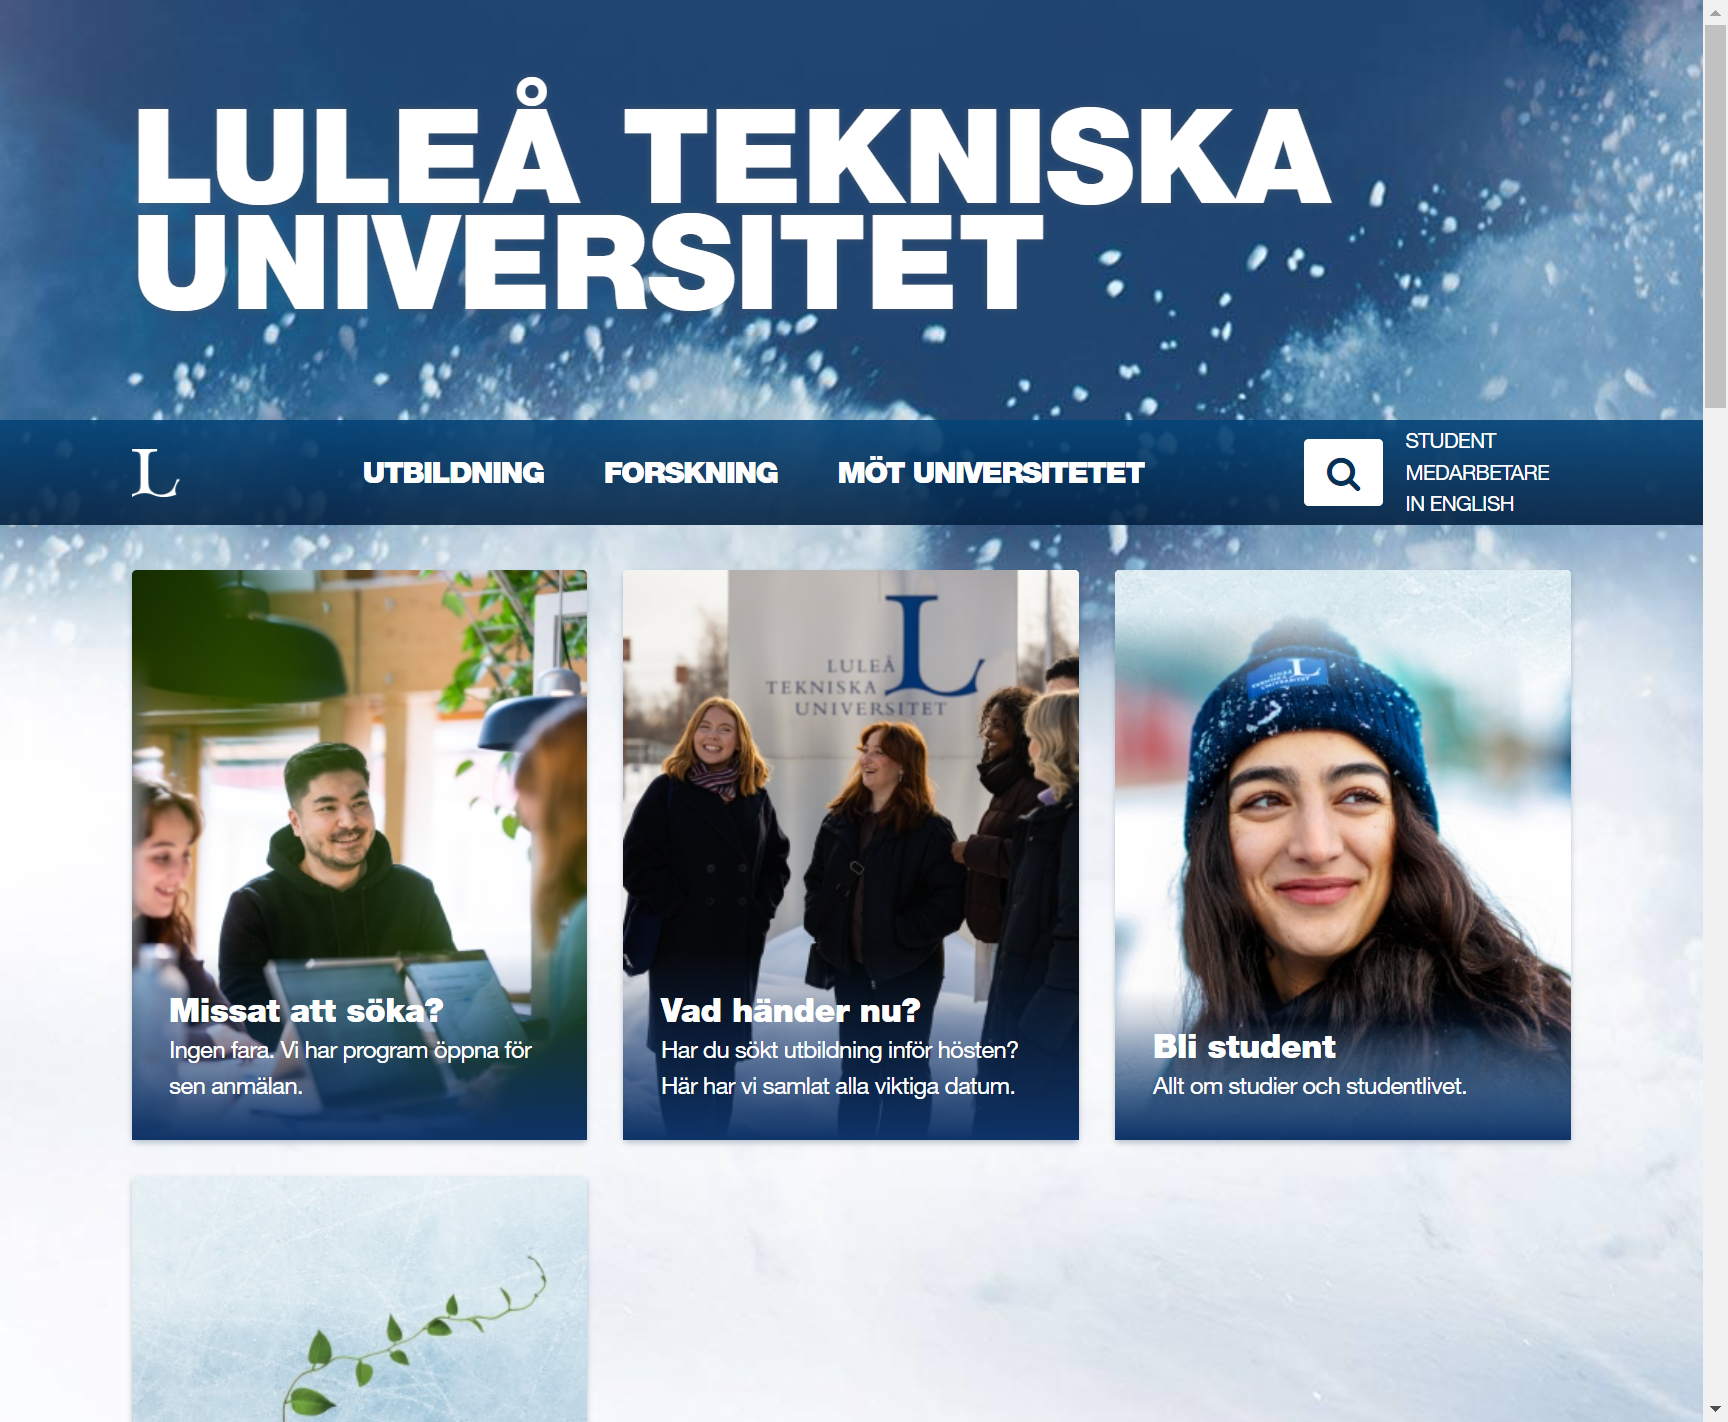 LULEÅ TEKNISKA
UNIVERSITET
L
UTBILDNING
FORSKNING
MÖT UNIVERSITETET
STUDENT
MEDARBETARE
IN ENGLISH
Missat att söka?
Ingen fara. Vi har program öppna för
sen anmälan.
LULEÅ
TEKNISKA L
UNIVERSITET
Vad händer nu?
Har du sökt utbildning inför hösten?
Här har vi samlat alla viktiga datum.
LULEÅ
TEKNISKA L
UNIVERSITET
Bli student
Allt om studier och studentlivet.